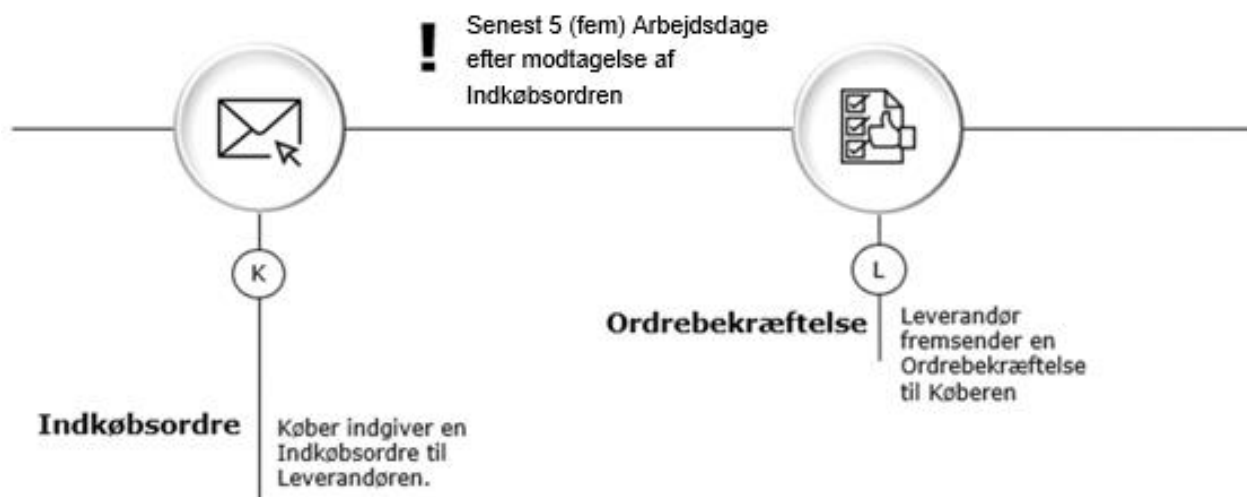 !
Senest 5 (fem) Arbejdsdage
efter modtagelse af
Indkøbsordren
K
L
Ordrebekræftelse
Leverandør
fremsender en
Ordrebekræftelse
til Køberen
Indkøbsordre
Køber indgiver en
Indkøbsordre til
Leverandøren.